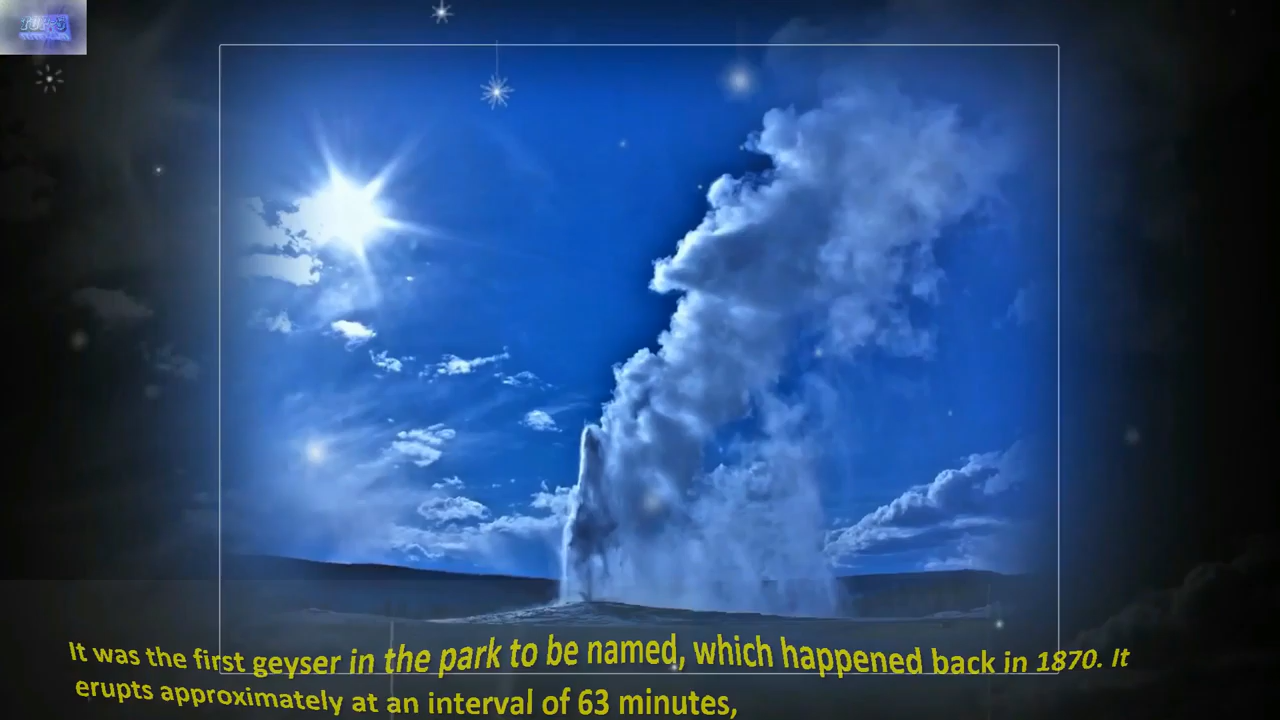 It was the first geyser in the park to be named, which happened back in 1870. It
erupts approximately at an interval of 63 minutes,